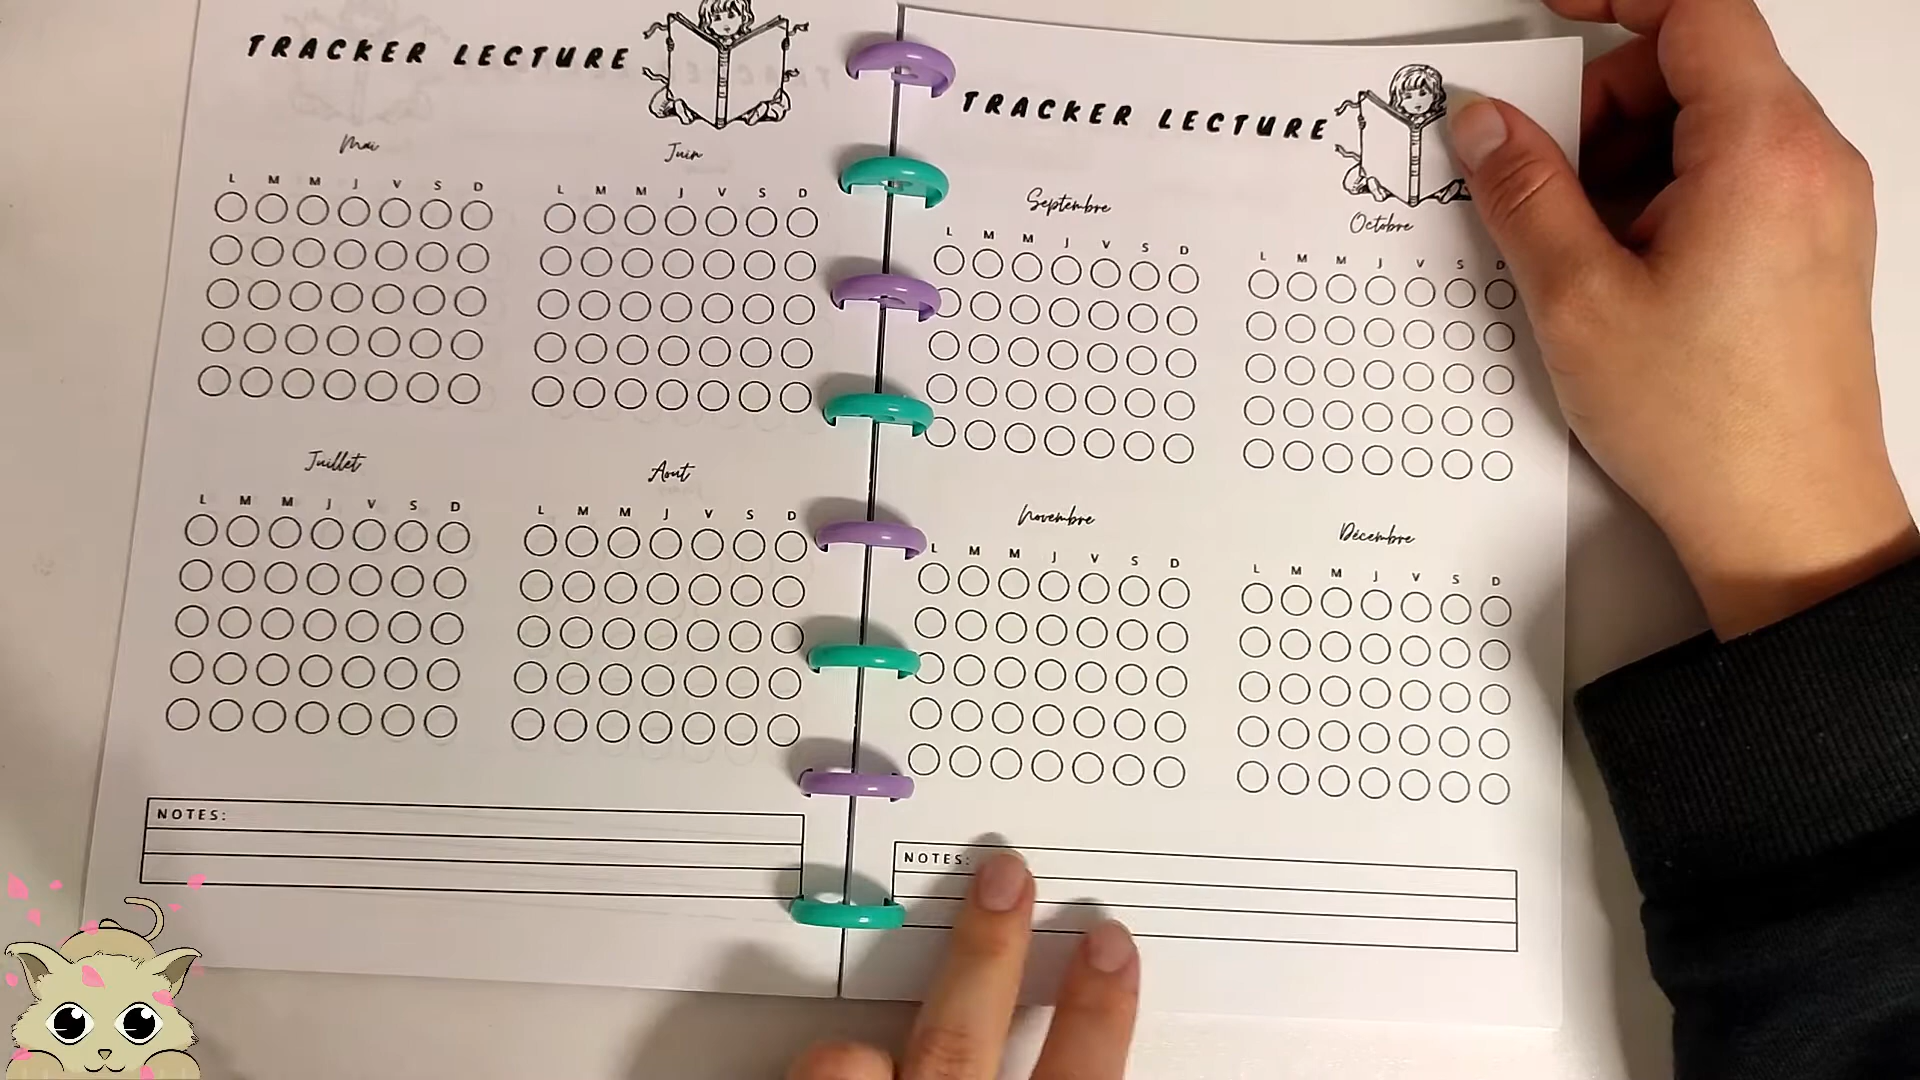 TRACKER LECTURE
Mai
L M M J V S D
Juin
L M M J V S D
Juillet
L M M J V S D
Aout
L M M J V S D
NOTES:
TRACKER LECTURE
Septembre
L M M J V S D
Octobre
L M M J V S D
Novembre
L M M J V S D
Décembre
L M M J V S D
NOTES: